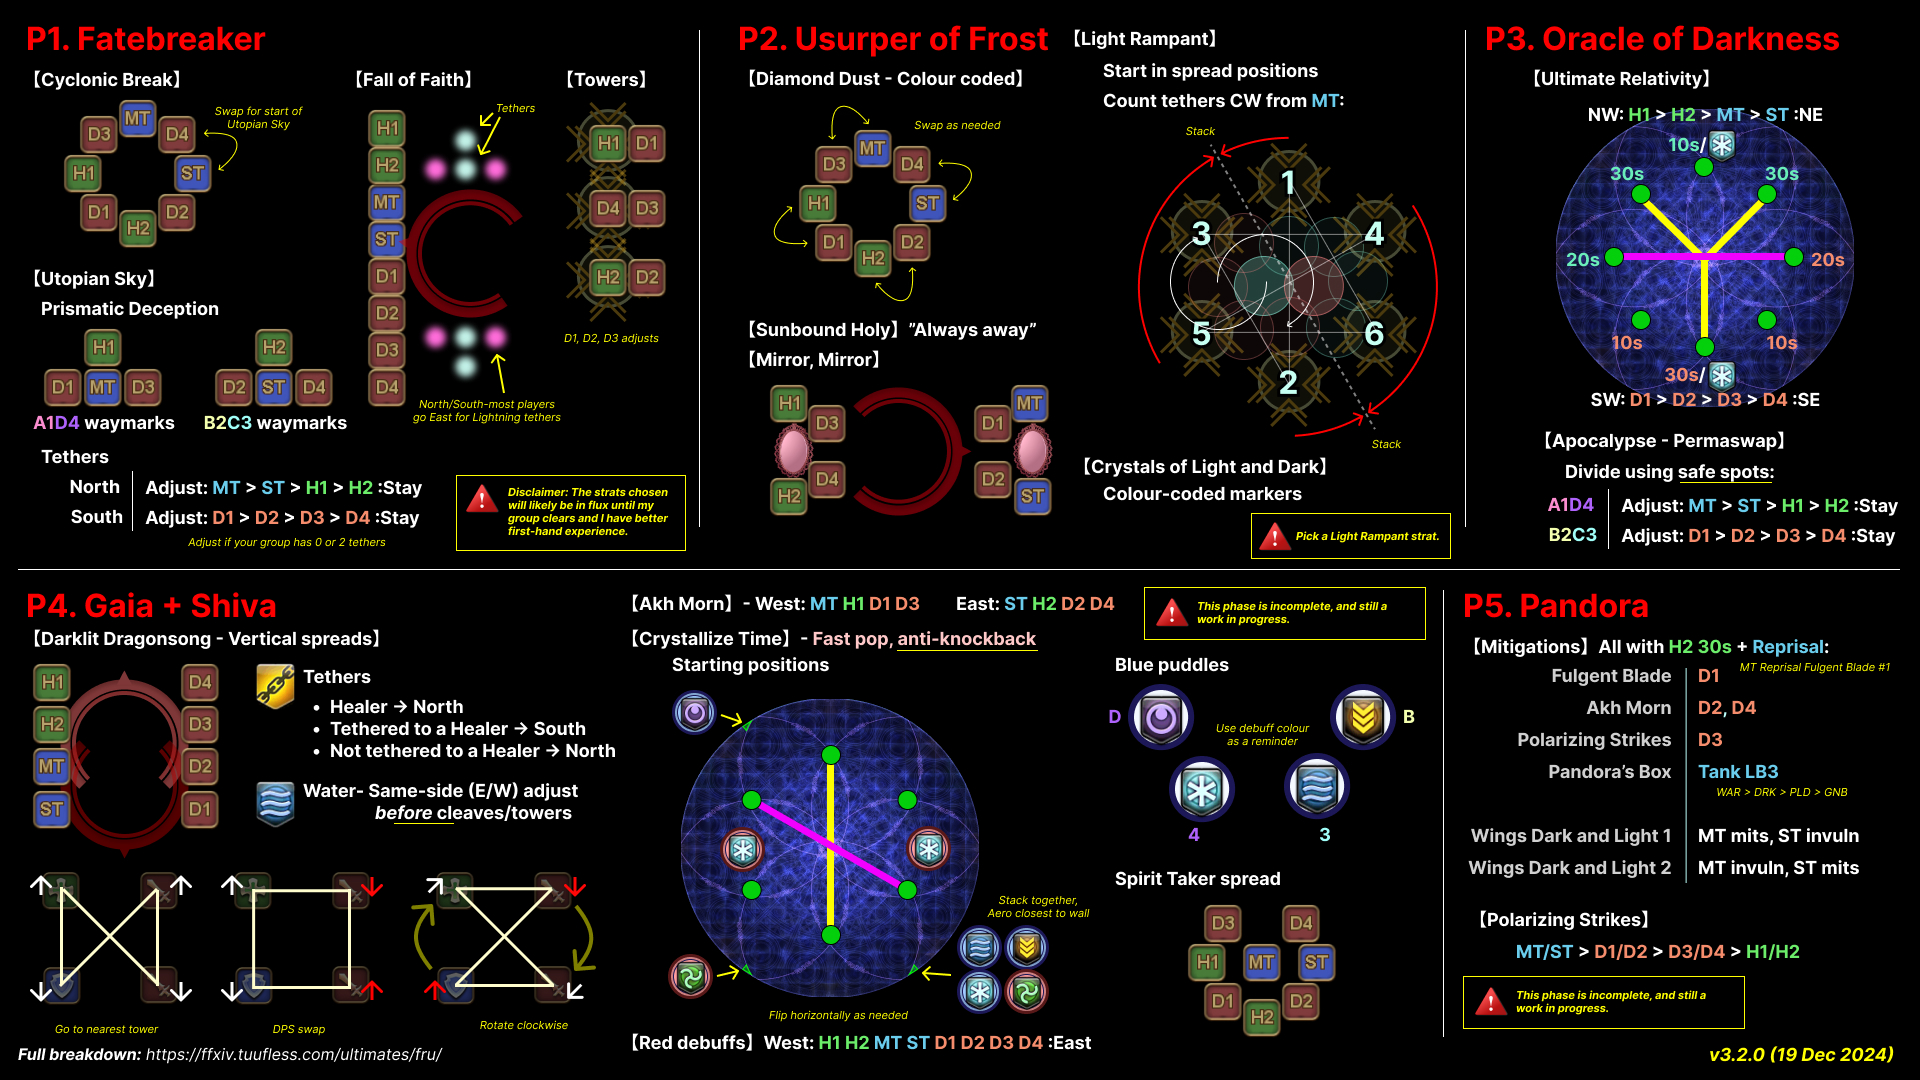 P1. Fatebreaker
【Cyclonic Break】
MT
D3
D4
H1
ST
D1
D2
H2
Swap for start of
Utopian Sky
【Fall of Faith】
H1
H2
MT
ST
D1
D2
D3
D4
Tethers
North/South-most players
go East for Lightning tethers
【Towers】
H1 D1
D4 D3
H2 D2
D1, D2, D3 adjusts
【Utopian Sky】
Prismatic Deception
H1
D1 MT D3
A1D4 waymarks
H2
D2 ST D4
B2C3 waymarks
Tethers
North Adjust: MT > ST > H1 > H2 :Stay
South Adjust: D1 > D2 > D3 > D4 :Stay
Adjust if your group has 0 or 2 tethers
Disclaimer: The strats chosen
will likely be in flux until my
group clears and I have better
first-hand experience.
P2. Usurper of Frost
【Diamond Dust - Colour coded】
MT
D3
D4
H1
ST
D1
D2
H2
Swap as needed
【Sunbound Holy】"Always away"
【Mirror, Mirror】
H1
D3
D4
H2
MT
D1
D2
ST
【Light Rampant】
Start in spread positions
Count tethers CW from MT:
Stack
1
3
4
5
6
2
Stack
【Crystals of Light and Dark】
Colour-coded markers
Pick a Light Rampant strat.
P3. Oracle of Darkness
【Ultimate Relativity】
NW: H1 > H2 > MT > ST :NE
10s/
30s
30s
20s
20s
10s
10s
30s/
SW: D1 > D2 > D3 > D4 :SE
【Apocalypse - Permaswap】
Divide using safe spots:
A1D4 Adjust: MT > ST > H1 > H2 :Stay
B2C3 Adjust: D1 > D2 > D3 > D4 :Stay
P4. Gaia + Shiva
【Darklit Dragonsong - Vertical spreads】
H1
H2
MT
ST
D4
D3
D2
D1
Tethers
• Healer → North
• Tethered to a Healer → South
• Not tethered to a Healer → North
Water- Same-side (E/W) adjust
before cleaves/towers
Go to nearest tower
DPS swap
Rotate clockwise
Full breakdown: https://ffxiv.tuufless.com/ultimates/fru/
【Akh Morn】- West: MT H1 D1 D3 East: ST H2 D2 D4
【Crystallize Time】- Fast pop, anti-knockback
Starting positions
Stack together,
Aero closest to wall
Flip horizontally as needed
【Red debuffs】West: H1 H2 MT ST D1 D2 D3 D4 :East
This phase is incomplete, and still a
work in progress.
Blue puddles
D
B
Use debuff colour
as a reminder
4
3
Spirit Taker spread
D3 D4
H1 MT ST
D1 D2
H2
P5. Pandora
【Mitigations】All with H2 30s + Reprisal:
MT Reprisal Fulgent Blade #1
Fulgent Blade D1
Akh Morn D2, D4
Polarizing Strikes D3
Pandora's Box Tank LB3
WAR > DRK > PLD > GNB
Wings Dark and Light 1 MT mits, ST invuln
Wings Dark and Light 2 MT invuln, ST mits
【Polarizing Strikes】
MT/ST > D1/D2 > D3/D4 > H1/H2
This phase is incomplete, and still a
work in progress.
v3.2.0 (19 Dec 2024)